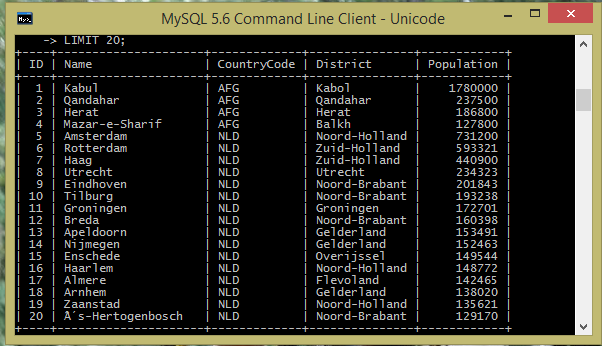 MySQL 5.6 Command Line Client - Unicode
-> LIMIT 20;
+----+-------------------+-------------+---------------+------------+
| ID | Name | CountryCode | District | Population |
+----+-------------------+-------------+---------------+------------+
| 1 | Kabul | AFG | Kabol | 1780000 |
| 2 | Qandahar | AFG | Qandahar | 237500 |
| 3 | Herat | AFG | Herat | 186800 |
| 4 | Mazar-e-Sharif | AFG | Balkh | 127800 |
| 5 | Amsterdam | NLD | Noord-Holland | 731200 |
| 6 | Rotterdam | NLD | Zuid-Holland | 593321 |
| 7 | Haag | NLD | Zuid-Holland | 440900 |
| 8 | Utrecht | NLD | Utrecht | 234323 |
| 9 | Eindhoven | NLD | Noord-Brabant | 201843 |
| 10 | Tilburg | NLD | Noord-Brabant | 193238 |
| 11 | Groningen | NLD | Groningen | 172701 |
| 12 | Breda | NLD | Noord-Brabant | 160398 |
| 13 | Apeldoorn | NLD | Gelderland | 153491 |
| 14 | Nijmegen | NLD | Gelderland | 152463 |
| 15 | Enschede | NLD | Overijssel | 149544 |
| 16 | Haarlem | NLD | Noord-Holland | 148772 |
| 17 | Almere | NLD | Flevoland | 142465 |
| 18 | Arnhem | NLD | Gelderland | 138020 |
| 19 | Zaanstad | NLD | Noord-Holland | 135621 |
| 20 | Â´s-Hertogenbosch | NLD | Noord-Brabant | 129170 |
+----+-------------------+-------------+---------------+------------+